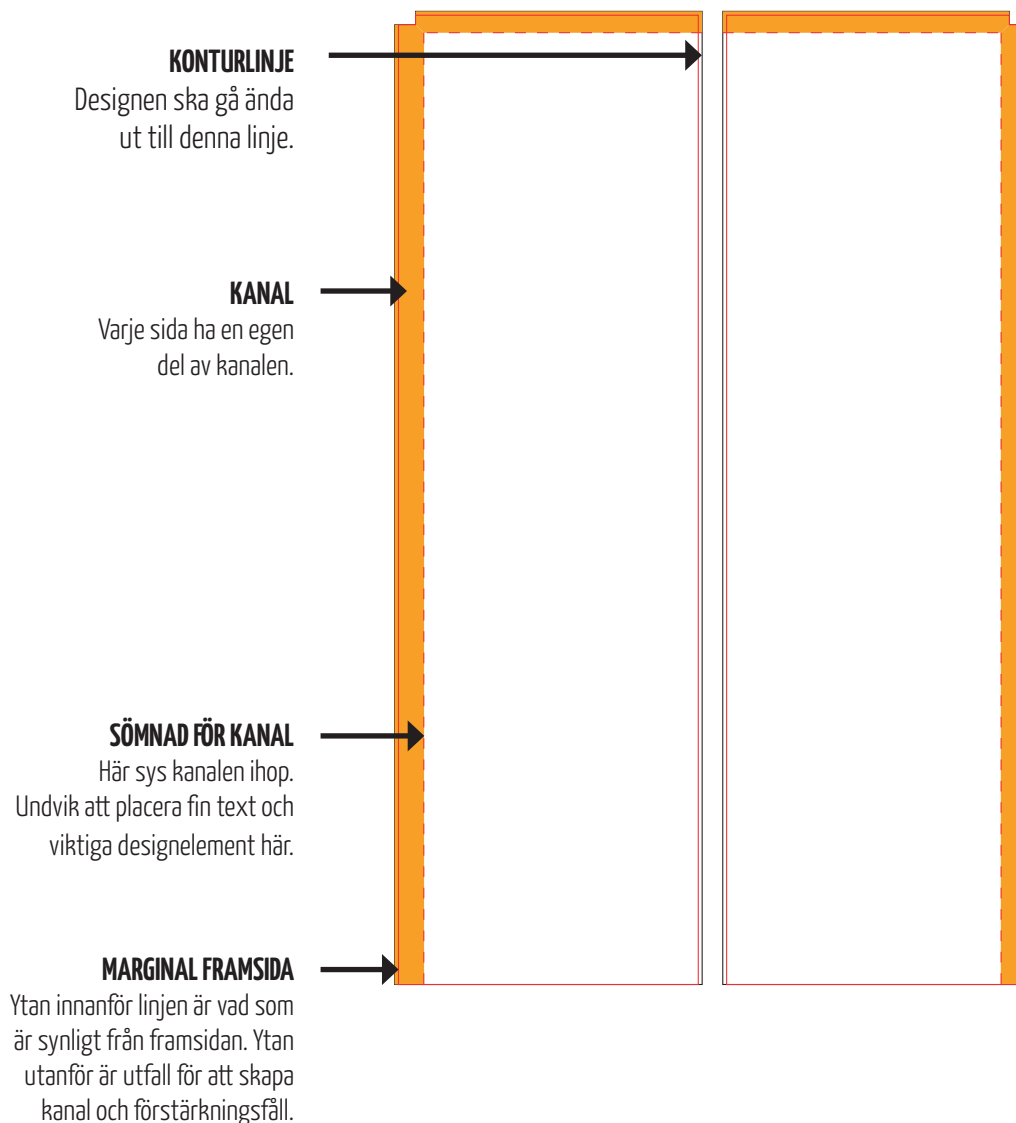 KONTURLINJE
Designen ska gå ända
ut till denna linje.
KANAL
Varje sida ha en egen
del av kanalen.
SÖMNAD FÖR KANAL
Här sys kanalen ihop.
Undvik att placera fin text och
viktiga designelement här.
MARGINAL FRAMSIDA
Ytan innanför linjen är vad som
är synligt från framsidan. Ytan
utanför är utfall för att skapa
kanal och förstärkningsfåll.